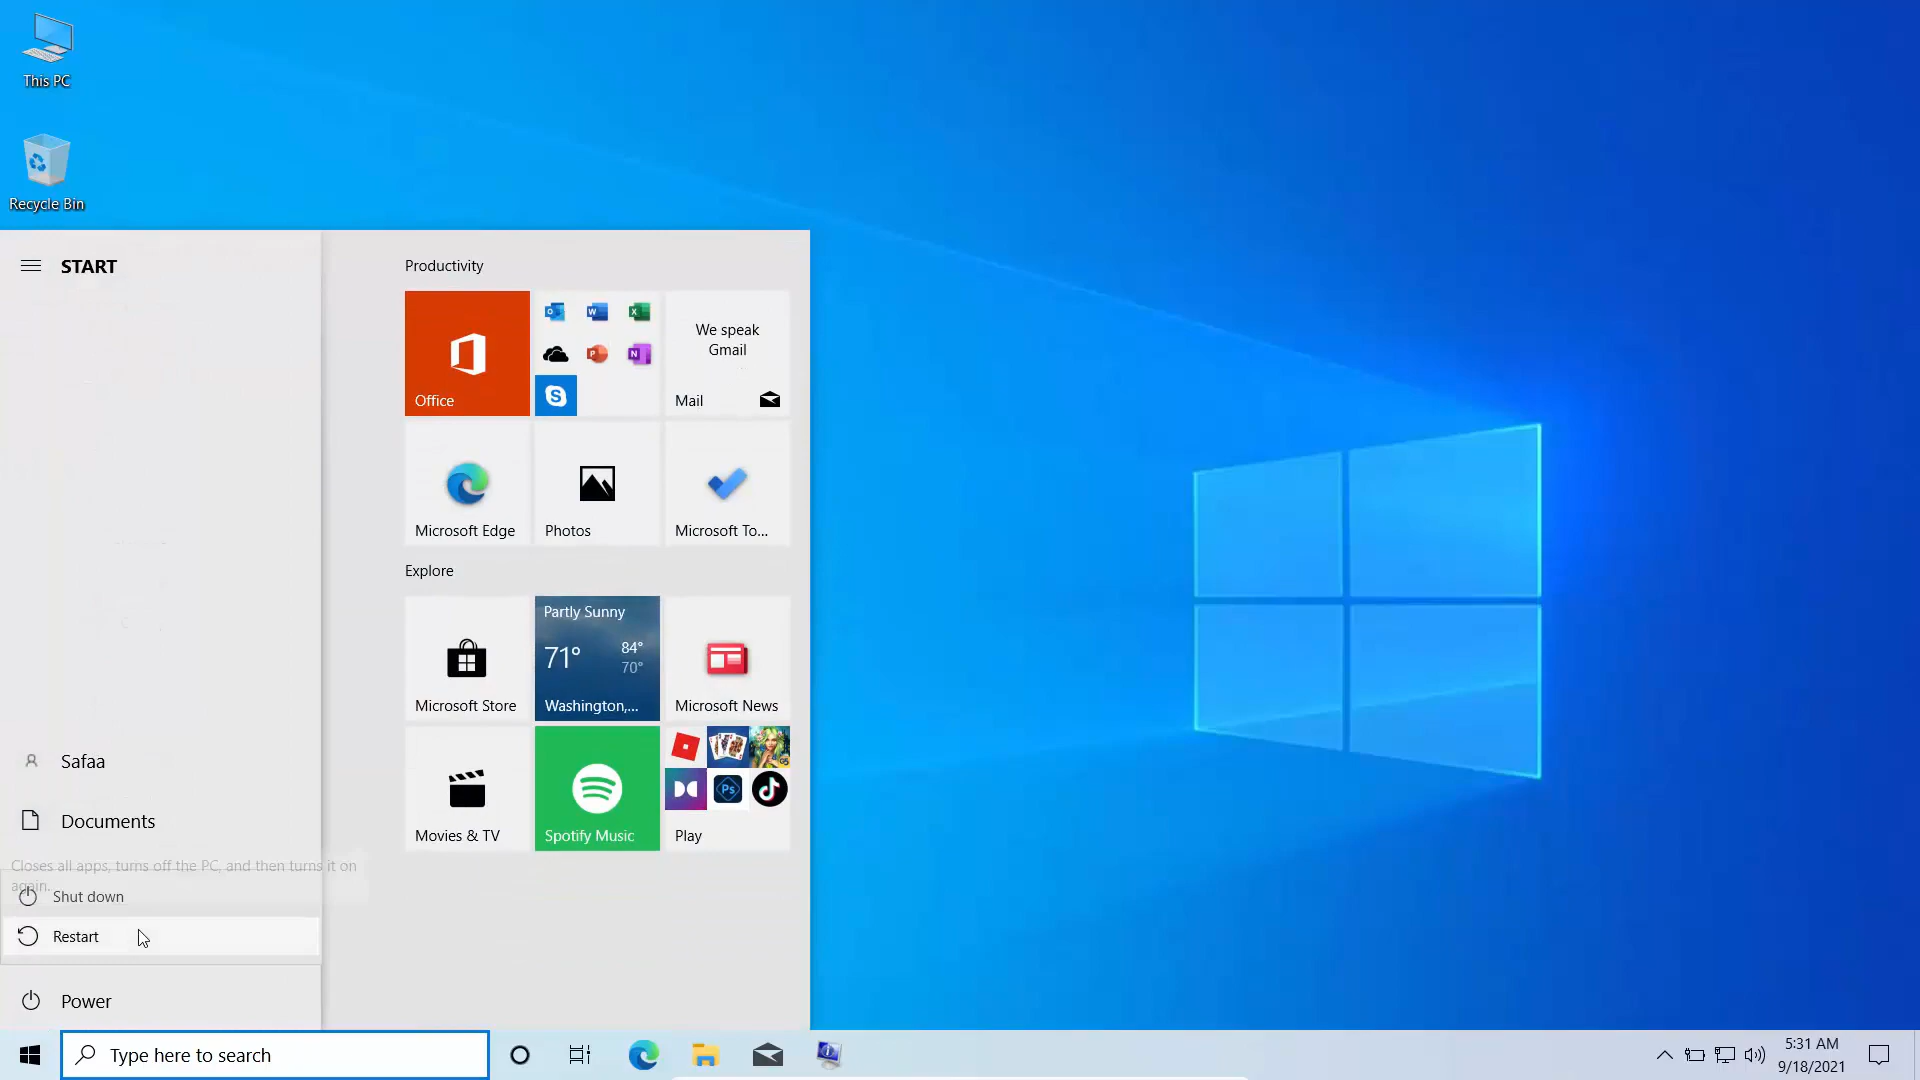 This PC
Recycle Bin
START
Productivity
Office
We speak
Gmail
Mail
Microsoft Edge
Photos
Microsoft To...
Explore
Microsoft Store
Partly Sunny
71°
84°
70°
Washington,...
Microsoft News
Movies & TV
Spotify Music
Ps
Play
Safaa
Documents
Closes all apps, turns off the PC, and then turns it on
again.
Shut down
Restart
Power
Type here to search
5:31 AM
9/18/2021